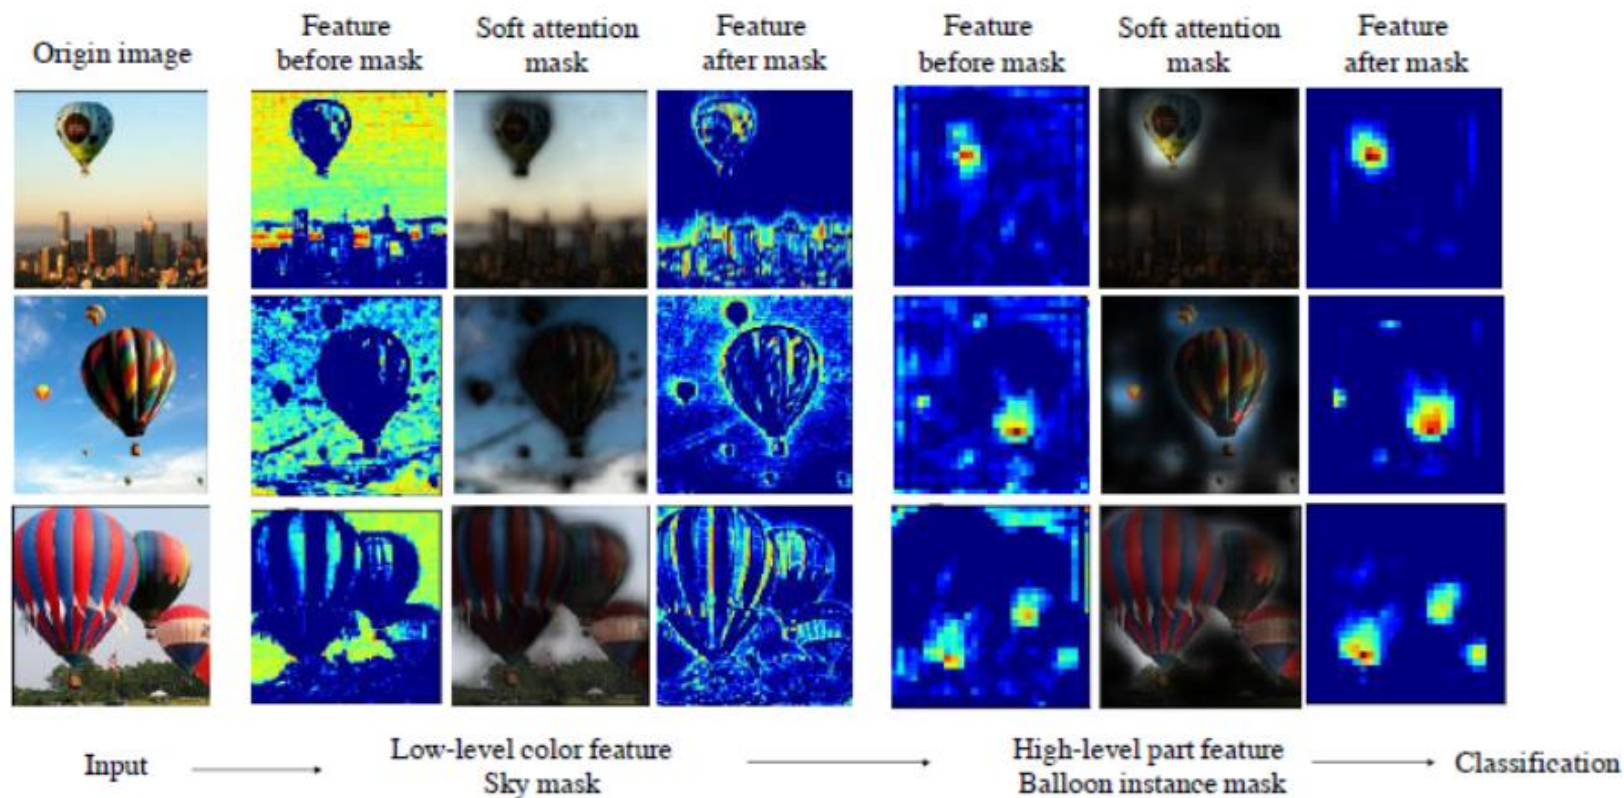 Origin image
Feature
before mask
Soft attention
mask
Feature
after mask
Feature
before mask
Soft attention
mask
Feature
after mask
Input
Low-level color feature
Sky mask
High-level part feature
Balloon instance mask
Classification